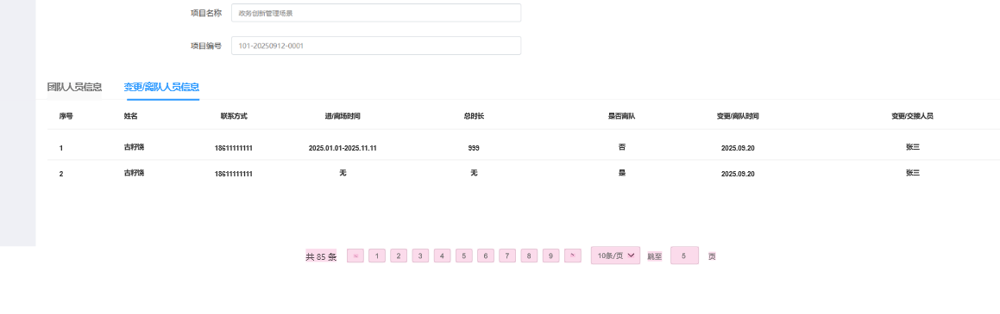 项目名称 政务创新管理场景
项目编号 101-20250912-0001
团队人员信息 变更/离队人员信息
序号 姓名 联系方式 进/离场时间 总时长 是否离队 变更/离队时间 变更/交接人员
1 古籽饶 18611111111 2025.01.01-2025.11.11 999 否 2025.09.20 张三
2 古籽饶 18611111111 无 无 是 2025.09.20 张三
共 85 条 < 1 2 3 4 5 6 7 8 9 > 10条/页 跳至 5 页